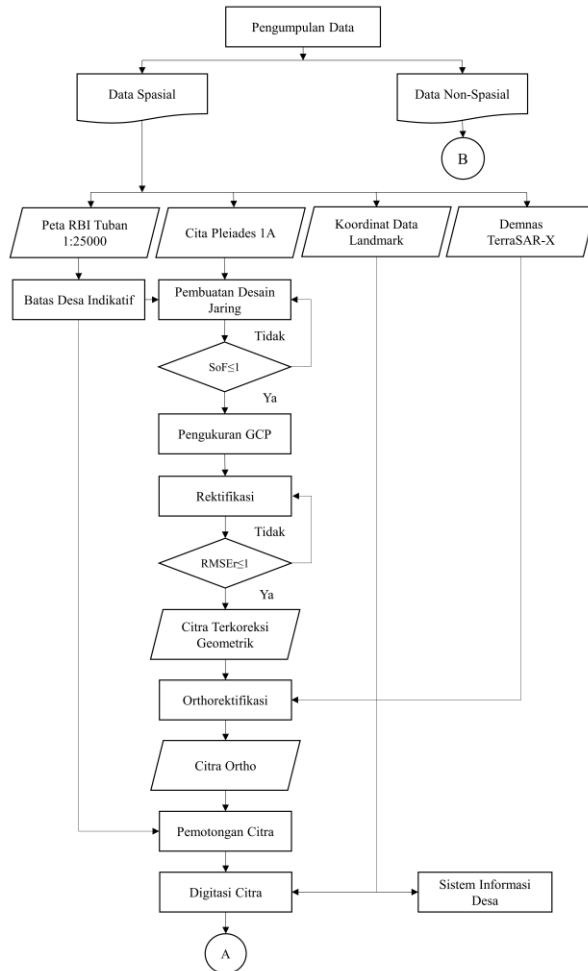 Pengumpulan Data
Data Spasial
Data Non-Spasial
B
Peta RBI Tuban
1:25000
Cita Pleiades 1A
Koordinat Data
Landmark
Demnas
TerraSAR-X
Batas Desa Indikatif
Pembuatan Desain
Jaring
Tidak
SoF≤1
Ya
Pengukuran GCP
Rektifikasi
Tidak
RMSEr≤1
Ya
Citra Terkoreksi
Geometrik
Orthorektifikasi
Citra Ortho
Pemotongan Citra
Digitasi Citra
Sistem Informasi
Desa
A